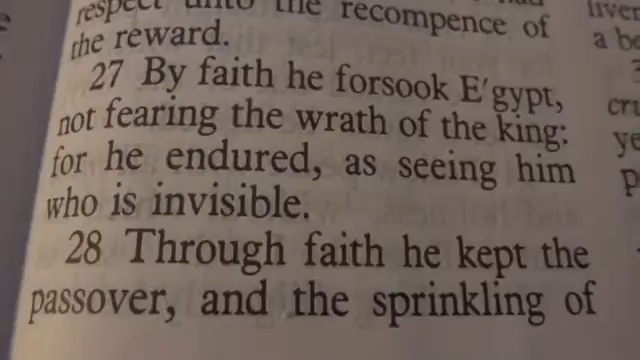 respect unto the recompence of
the reward.
27 By faith he forsook E'gypt,
not fearing the wrath of the king:
for he endured, as seeing him
who is invisible.
28 Through faith he kept the
passover, and the sprinkling of
a be